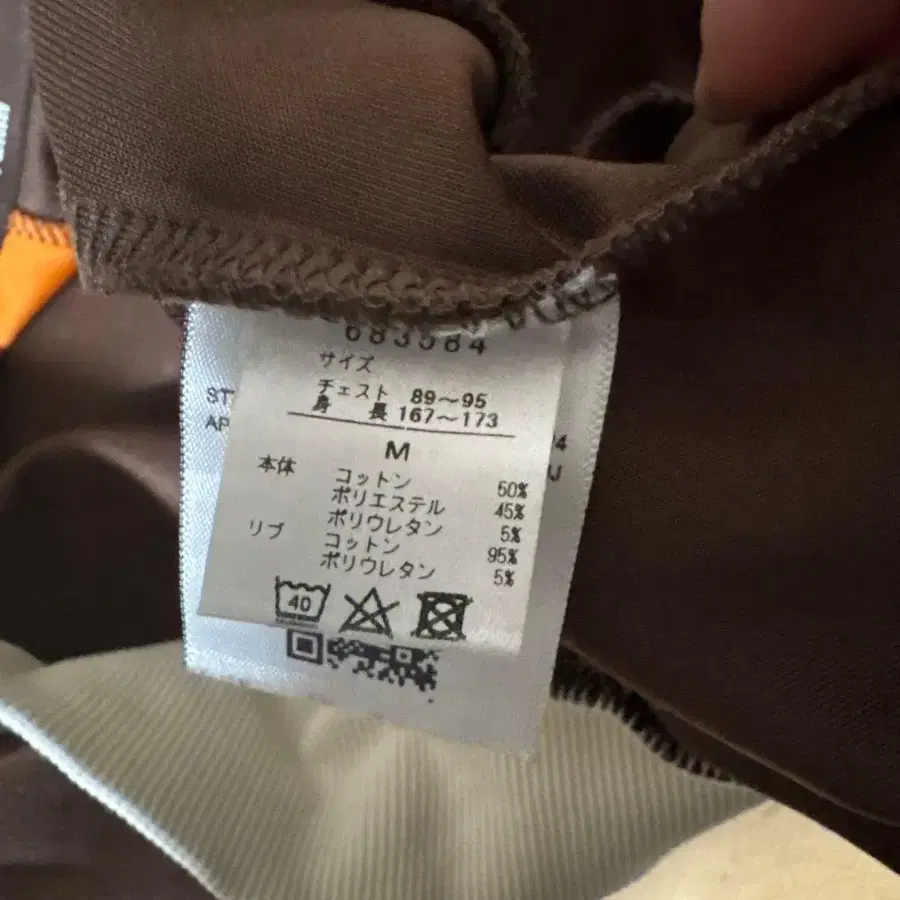 683584
サイズ
チェスト 89～95
身 長 167～173
M
本体 コットン 50%
ポリエステル 45%
ポリウレタン 5%
リブ コットン 95%
ポリウレタン 5%
40
ST
AP